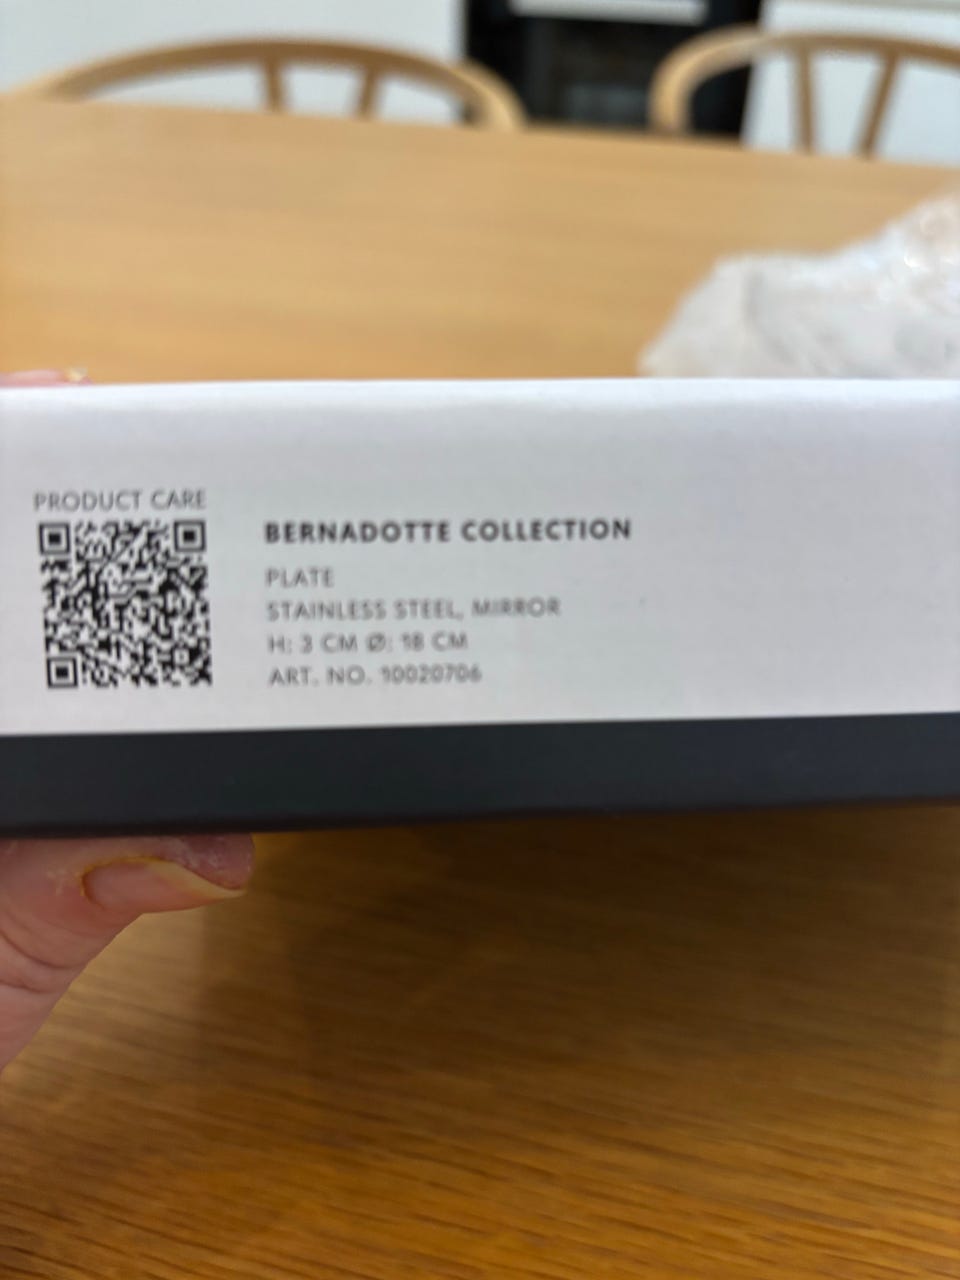 PRODUCT CARE
BERNADOTTE COLLECTION
PLATE
STAINLESS STEEL, MIRROR
H: 3 CM Ø: 18 CM
ART. NO. 10020706